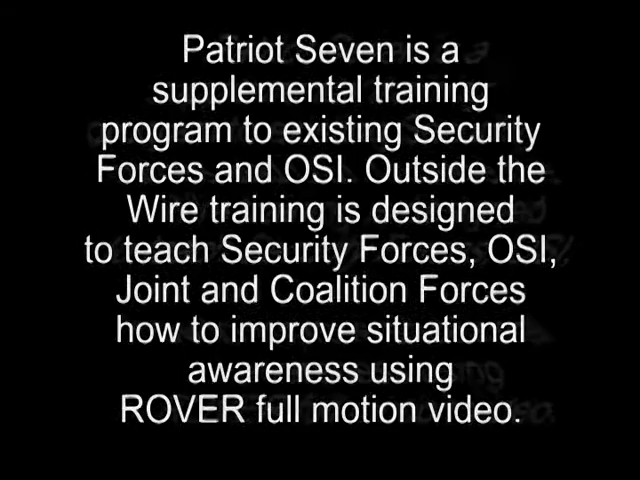 Patriot Seven is a
supplemental training
program to existing Security
Forces and OSI. Outside the
Wire training is designed
to teach Security Forces, OSI,
Joint and Coalition Forces
how to improve situational
awareness using
ROVER full motion video.